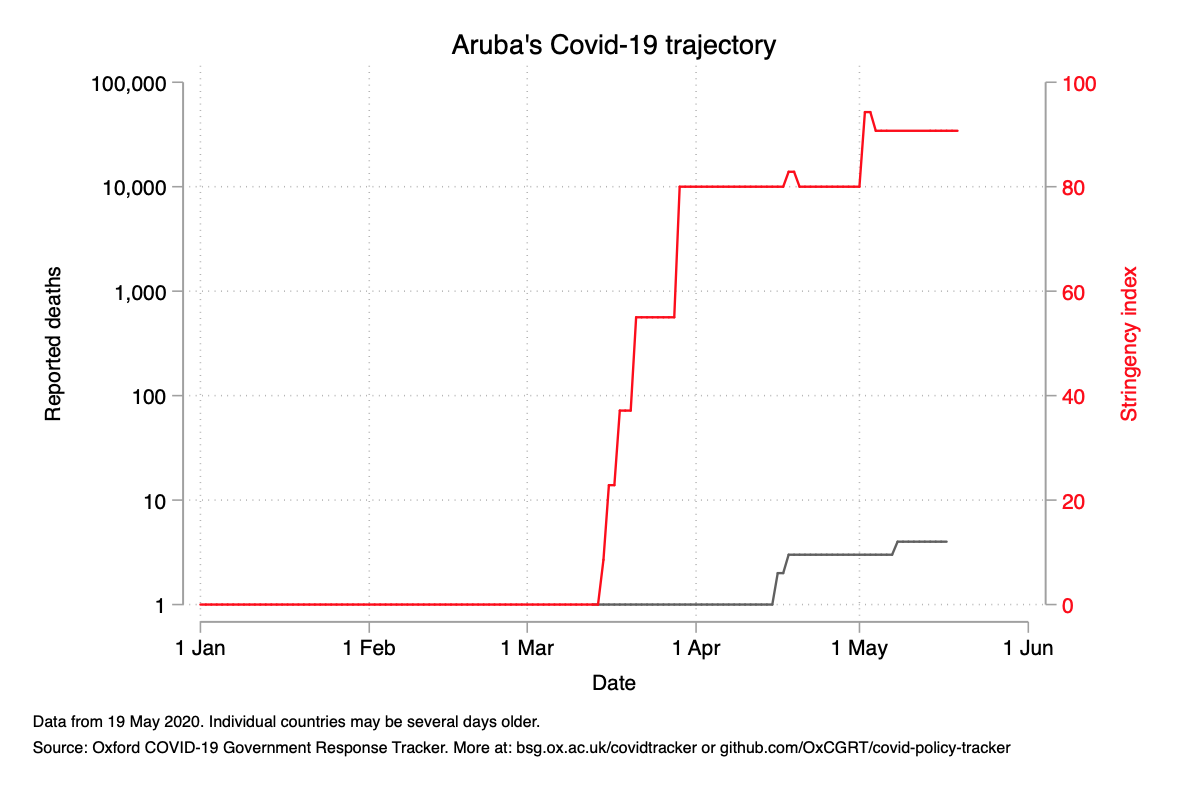 Aruba's Covid-19 trajectory
100,000
10,000
1,000
100
10
1
Reported deaths
100
80
60
40
20
0
Stringency index
1 Jan
1 Feb
1 Mar
1 Apr
1 May
1 Jun
Date
Data from 19 May 2020. Individual countries may be several days older.
Source: Oxford COVID-19 Government Response Tracker. More at: bsg.ox.ac.uk/covidtracker or github.com/OxCGRT/covid-policy-tracker